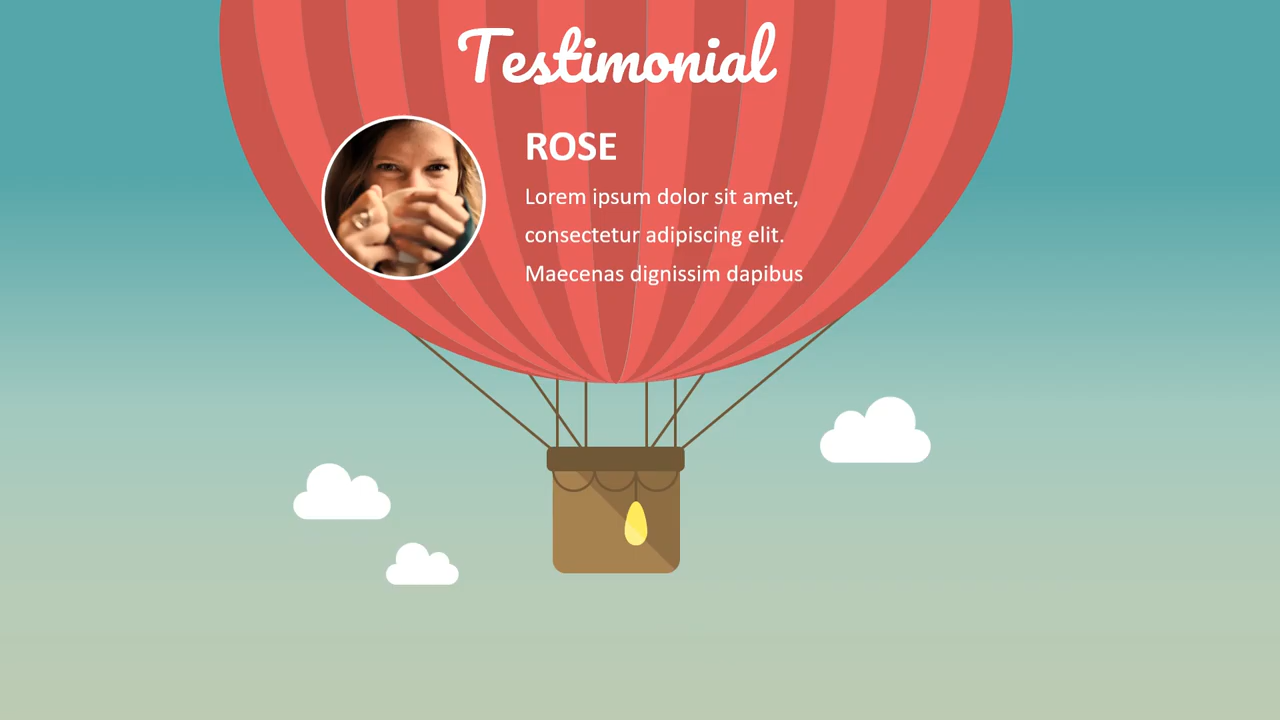 Testimonial
ROSE
Lorem ipsum dolor sit amet,
consectetur adipiscing elit.
Maecenas dignissim dapibus